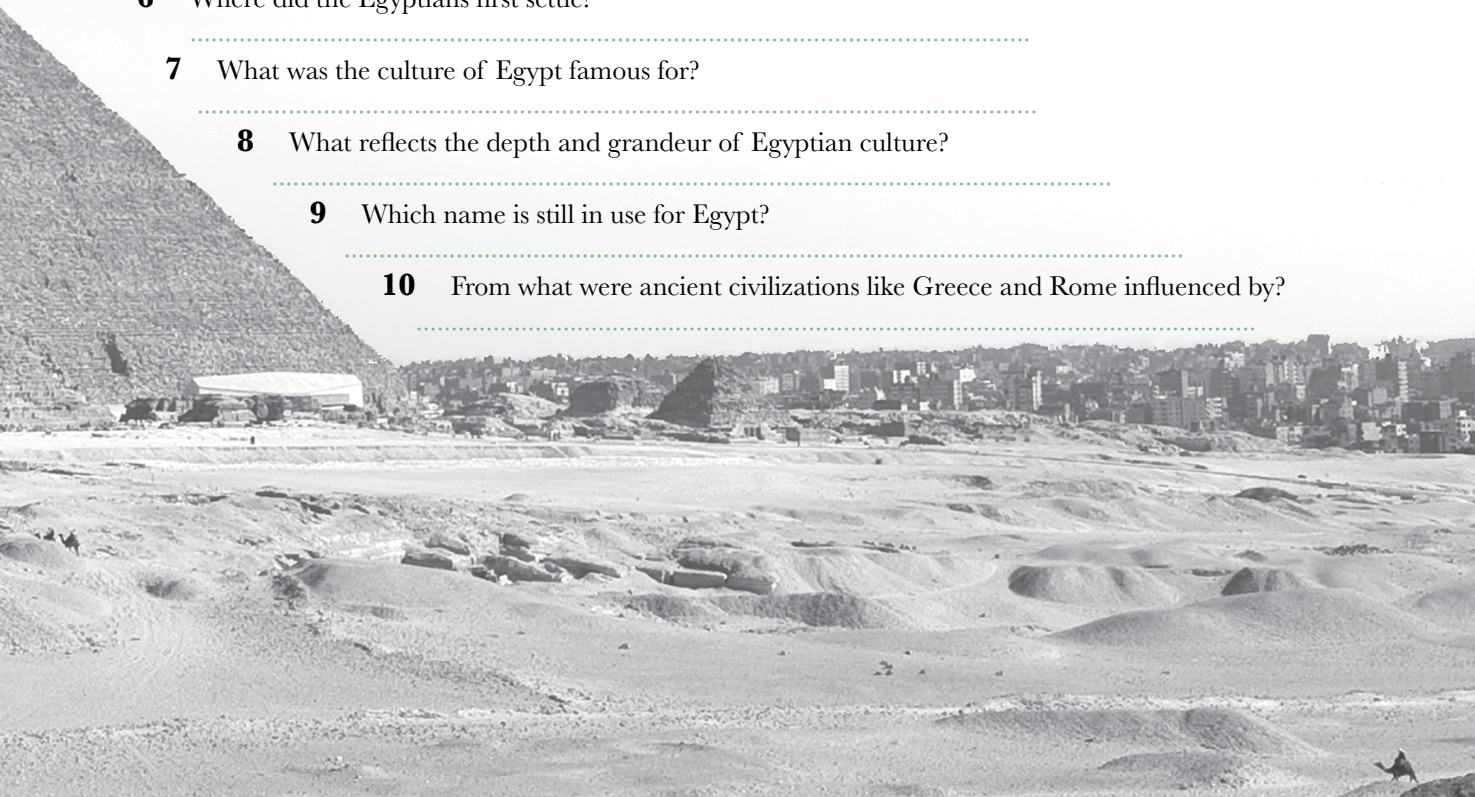 6 Where did the Egyptians first settle?
7 What was the culture of Egypt famous for?
8 What reflects the depth and grandeur of Egyptian culture?
9 Which name is still in use for Egypt?
10 From what were ancient civilizations like Greece and Rome influenced by?